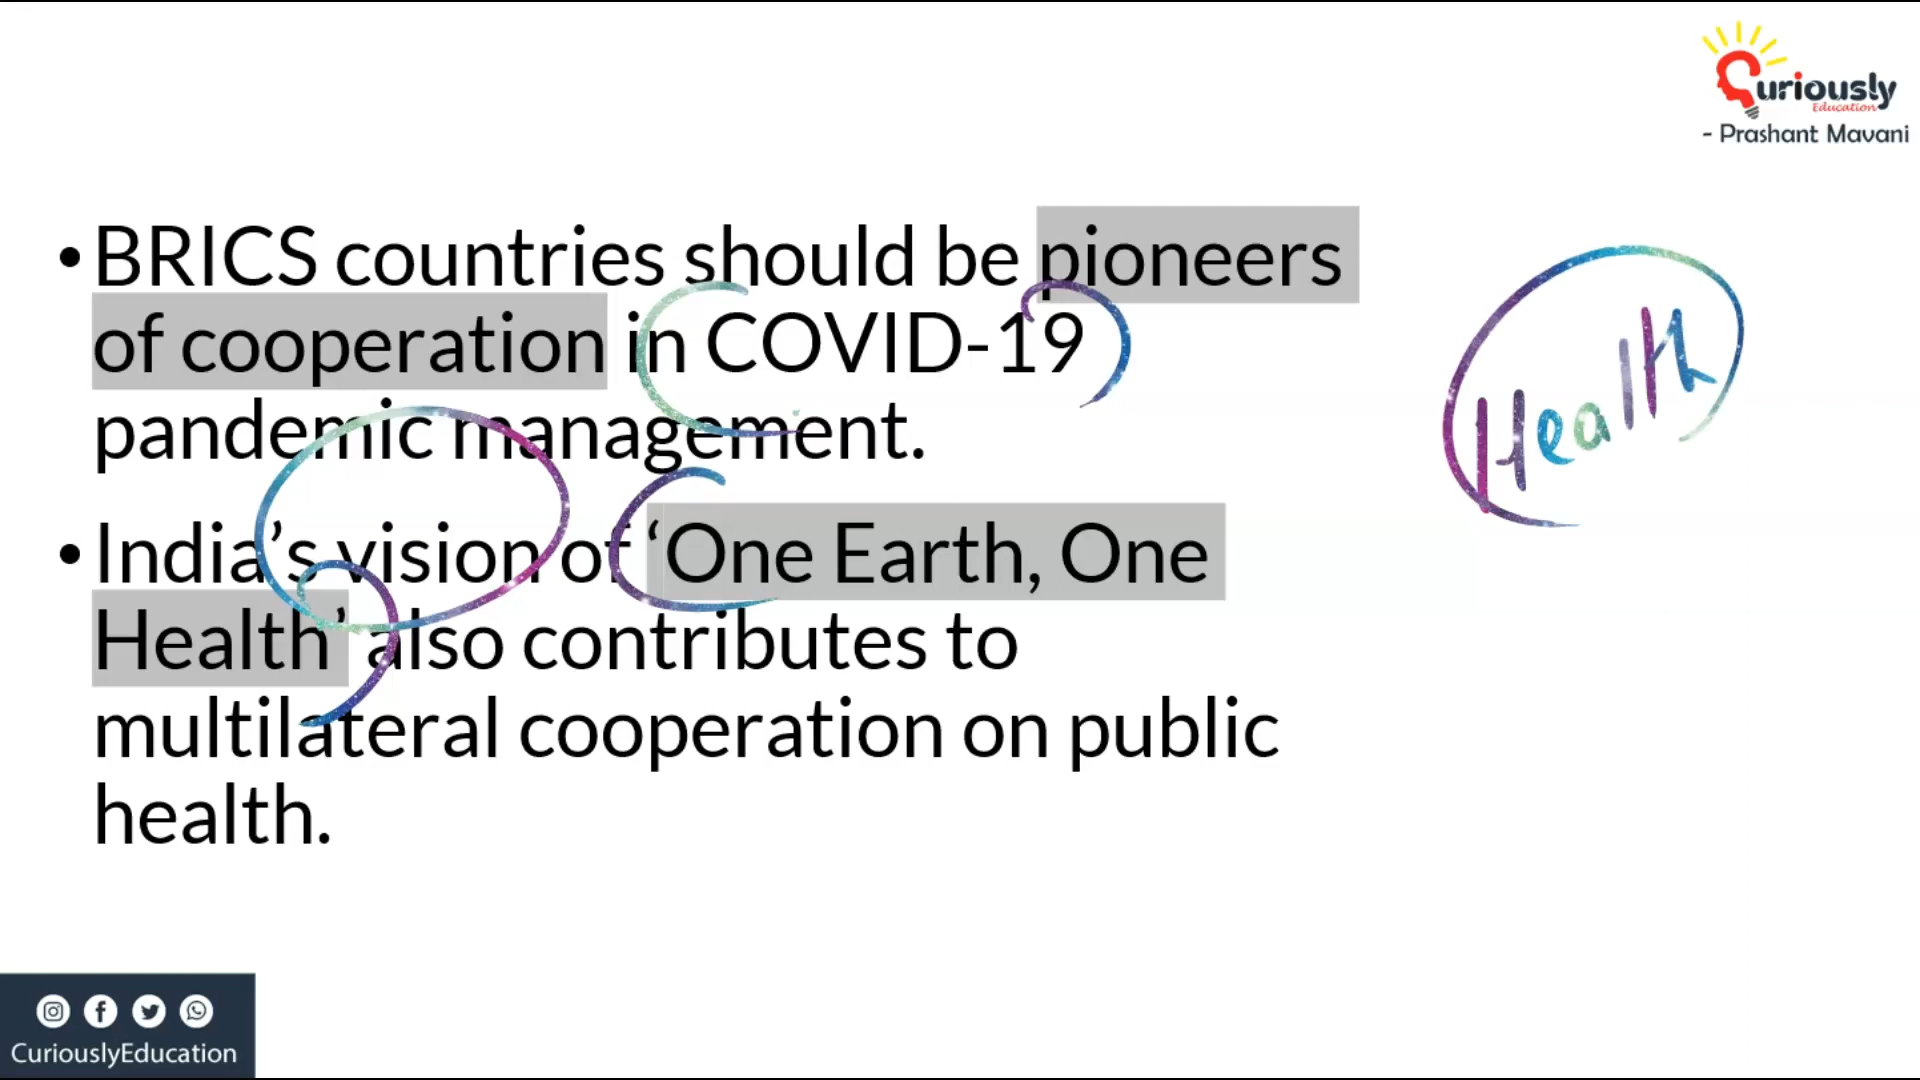 Curiously
Education
- Prashant Mavani
• BRICS countries should be pioneers
of cooperation in COVID-19
pandemic management.
• India's vision of ‘One Earth, One
Health’ also contributes to
multilateral cooperation on public
health.
Health
CuriouslyEducation